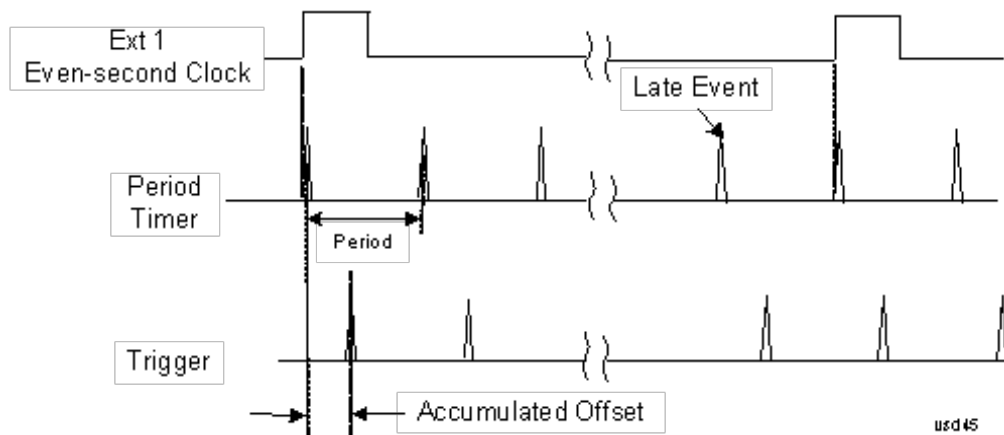 Ext 1
Even-second Clock
Late Event
Period
Timer
Period
Trigger
Accumulated Offset
usd45